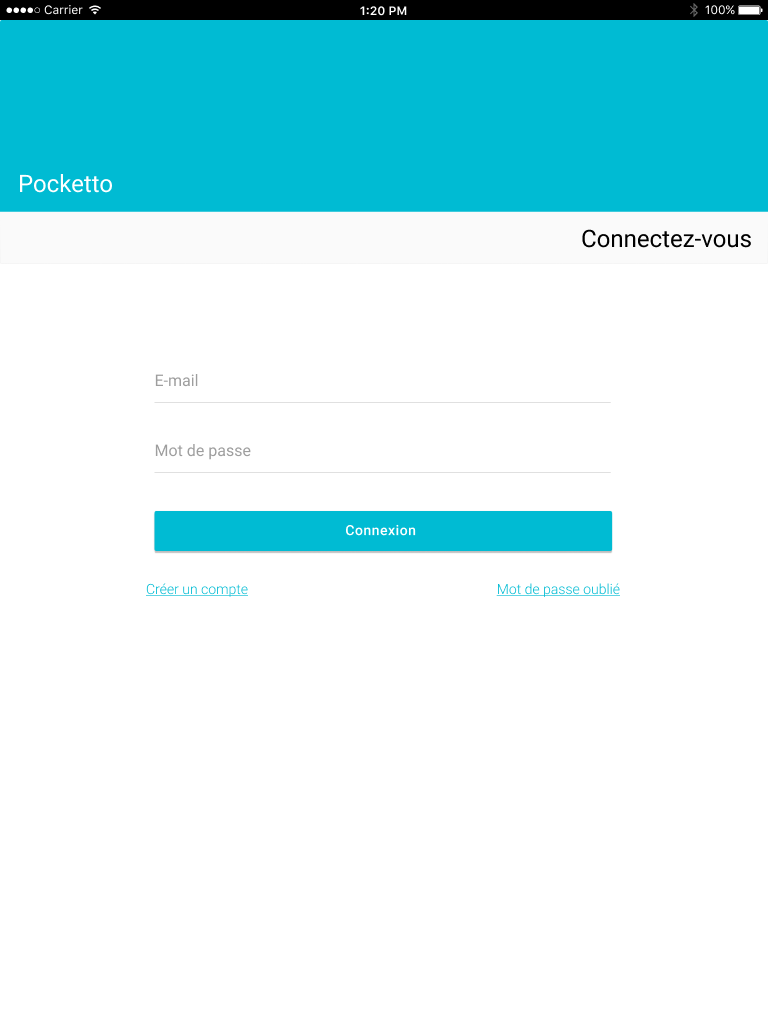 Carrier 1:20 PM 100%
Pocketto
Connectez-vous
E-mail
Mot de passe
Connexion
Créer un compte Mot de passe oublié